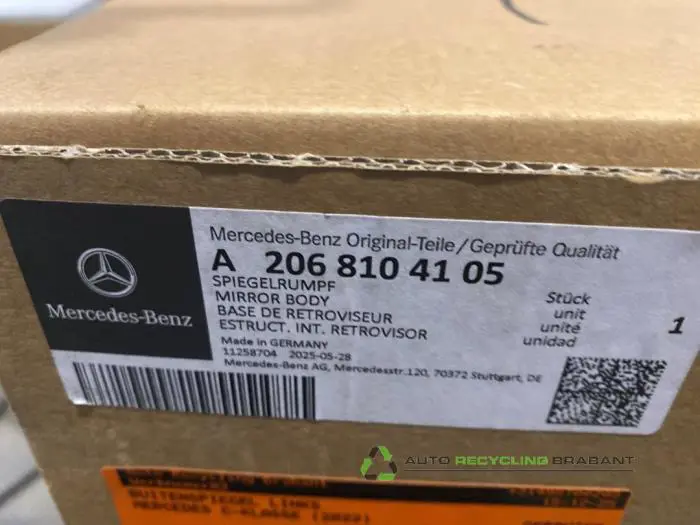 Mercedes-Benz Original-Teile/Geprüfte Qualität
A 206 810 41 05
SPIEGELRUMPF
MIRROR BODY
BASE DE RETROVISEUR
ESTRUCT. INT. RETROVISOR
Stück
unit
unité
unidad
1
Made in GERMANY
11258704 2025-05-28
Mercedes-Benz AG, Mercedesstr.120, 70372 Stuttgart, DE
Mercedes-Benz
AUTO RECYCLING BRABANT
BUITENSPIEGEL LINKS
MERCEDES C-KLASSE (2022)